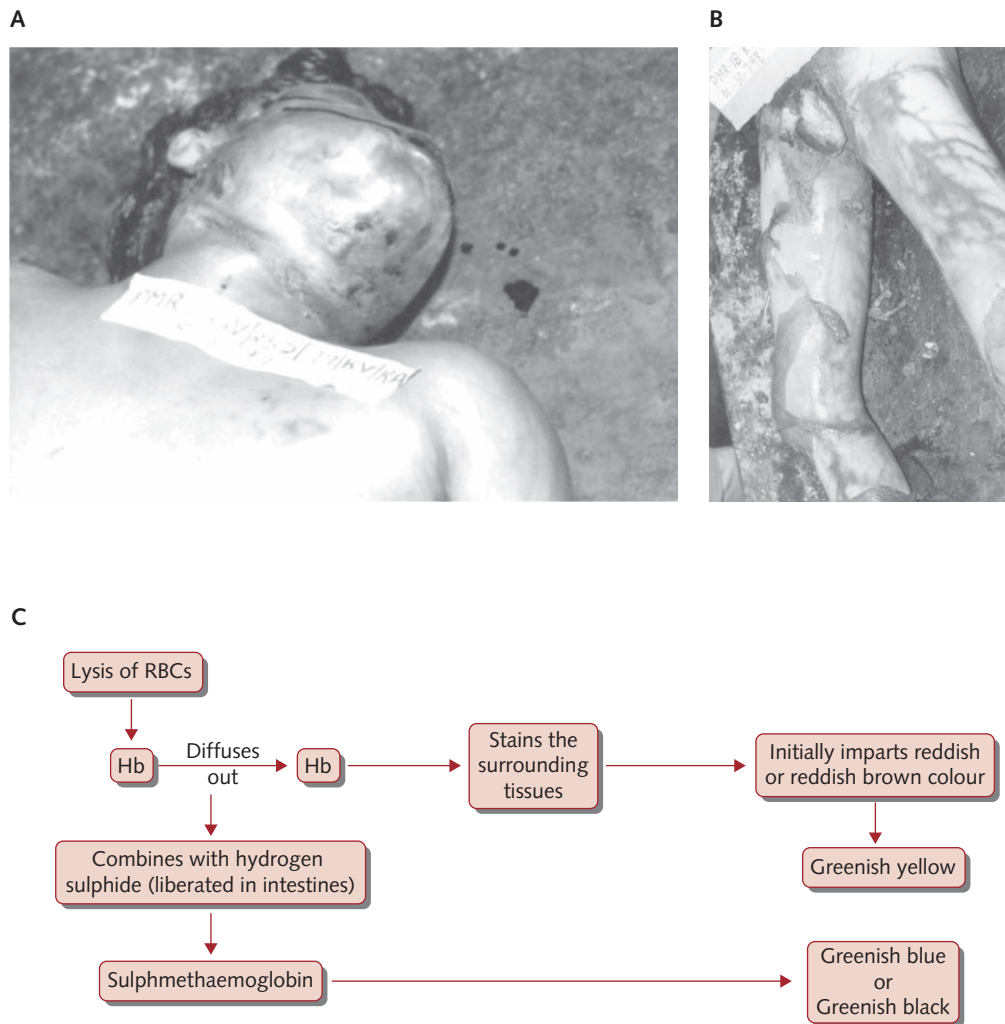 A
B
PMR
C
Lysis of RBCs
Hb
Diffuses
out
Hb
Stains the
surrounding
tissues
Initially imparts reddish
or reddish brown colour
Greenish yellow
Combines with hydrogen
sulphide (liberated in intestines)
Sulphmethaemoglobin
Greenish blue
or
Greenish black